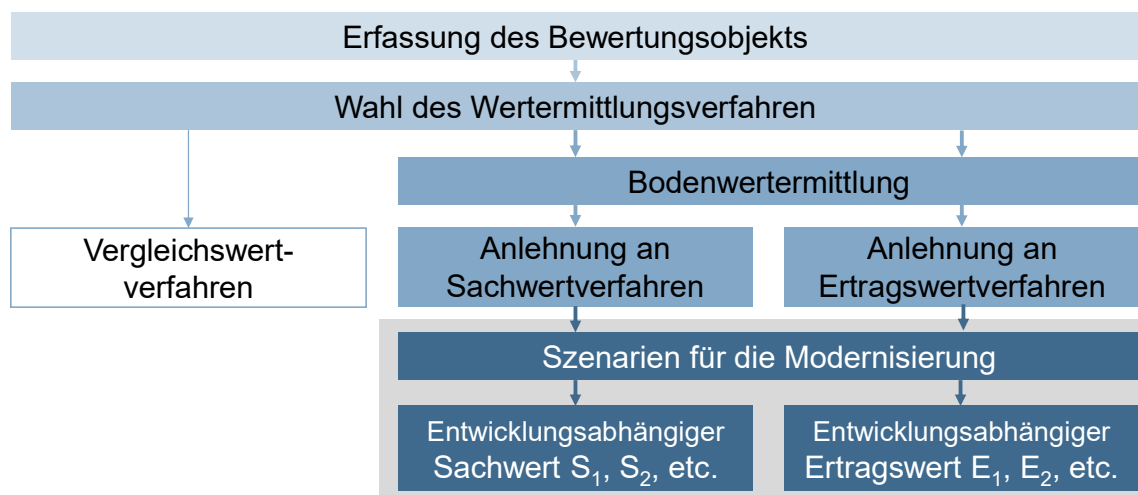 Erfassung des Bewertungsobjekts
Wahl des Wertermittlungsverfahren
Bodenwertermittlung
Vergleichswert-
verfahren
Anlehnung an
Sachwertverfahren
Anlehnung an
Ertragswertverfahren
Szenarien für die Modernisierung
Entwicklungsabhängiger
Sachwert S₁, S₂, etc.
Entwicklungsabhängiger
Ertragswert E₁, E₂, etc.